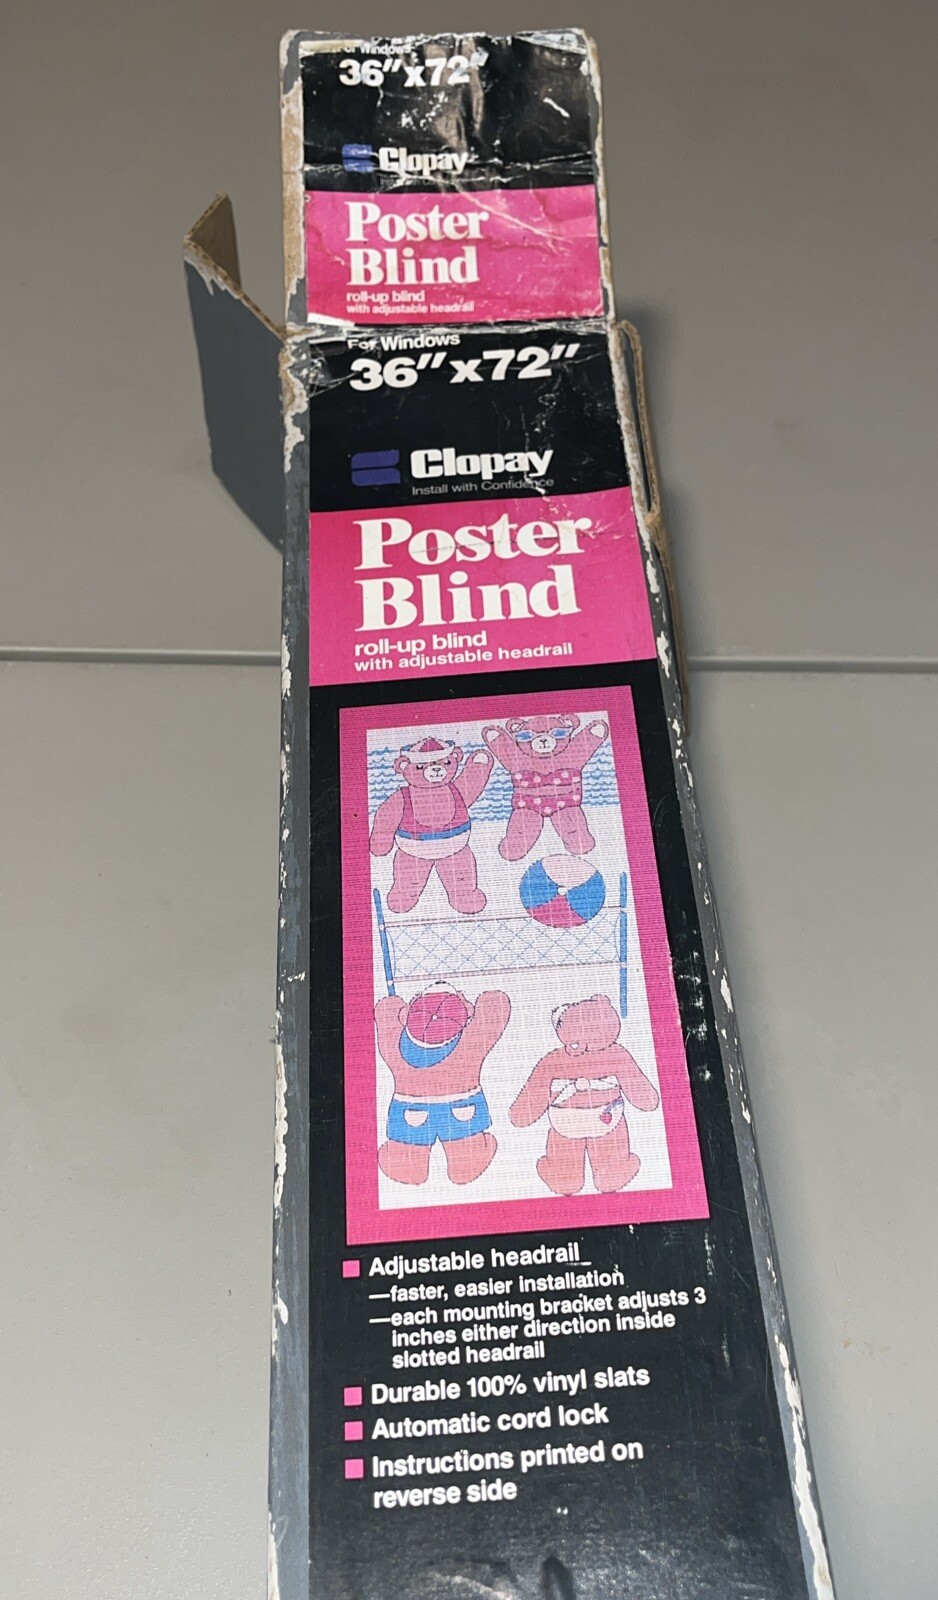 For Windows
36"x72"
Clopay
Poster
Blind
roll-up blind
with adjustable headrail
For Windows
36"x72"
Clopay
Install with Confidence
Poster
Blind
roll-up blind
with adjustable headrail
Adjustable headrail
—faster, easier installation
—each mounting bracket adjusts 3
inches either direction inside
slotted headrail
Durable 100% vinyl slats
Automatic cord lock
Instructions printed on
reverse side